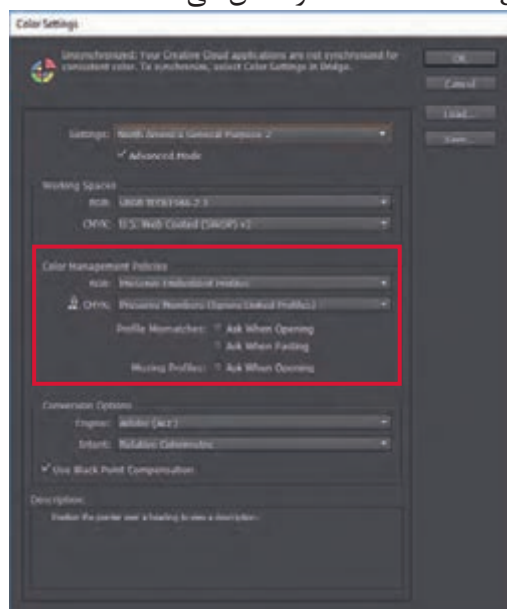 Color Settings
Unsynchronized: Your Creative Cloud applications are not synchronized for
consistent color. To synchronize, select Color Settings in Bridge.
OK
Cancel
Load...
Save...
Settings: North America General Purpose 2
Advanced Mode
Working Spaces
RGB: sRGB IEC61966-2.1
CMYK: U.S. Web Coated (SWOP) v2
Color Management Policies
RGB: Preserve Embedded Profiles
CMYK: Preserve Numbers (Ignore Linked Profiles)
Profile Mismatches: Ask When Opening
Ask When Pasting
Missing Profiles: Ask When Opening
Conversion Options
Engine: Adobe (ACE)
Intent: Relative Colorimetric
Use Black Point Compensation
Description:
Position the pointer over a heading to view a description.